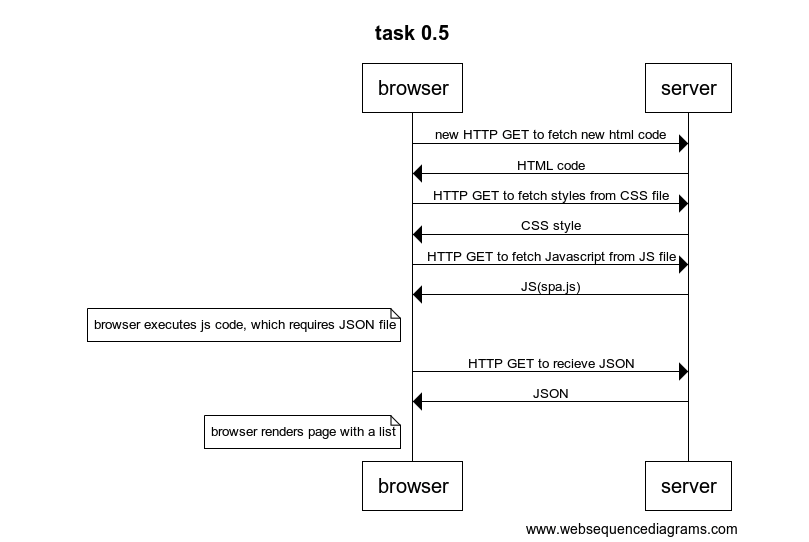 task 0.5
browser
server
new HTTP GET to fetch new html code
HTML code
HTTP GET to fetch styles from CSS file
CSS style
HTTP GET to fetch Javascript from JS file
JS(spa.js)
browser executes js code, which requires JSON file
HTTP GET to recieve JSON
JSON
browser renders page with a list
browser
server
www.websequencediagrams.com